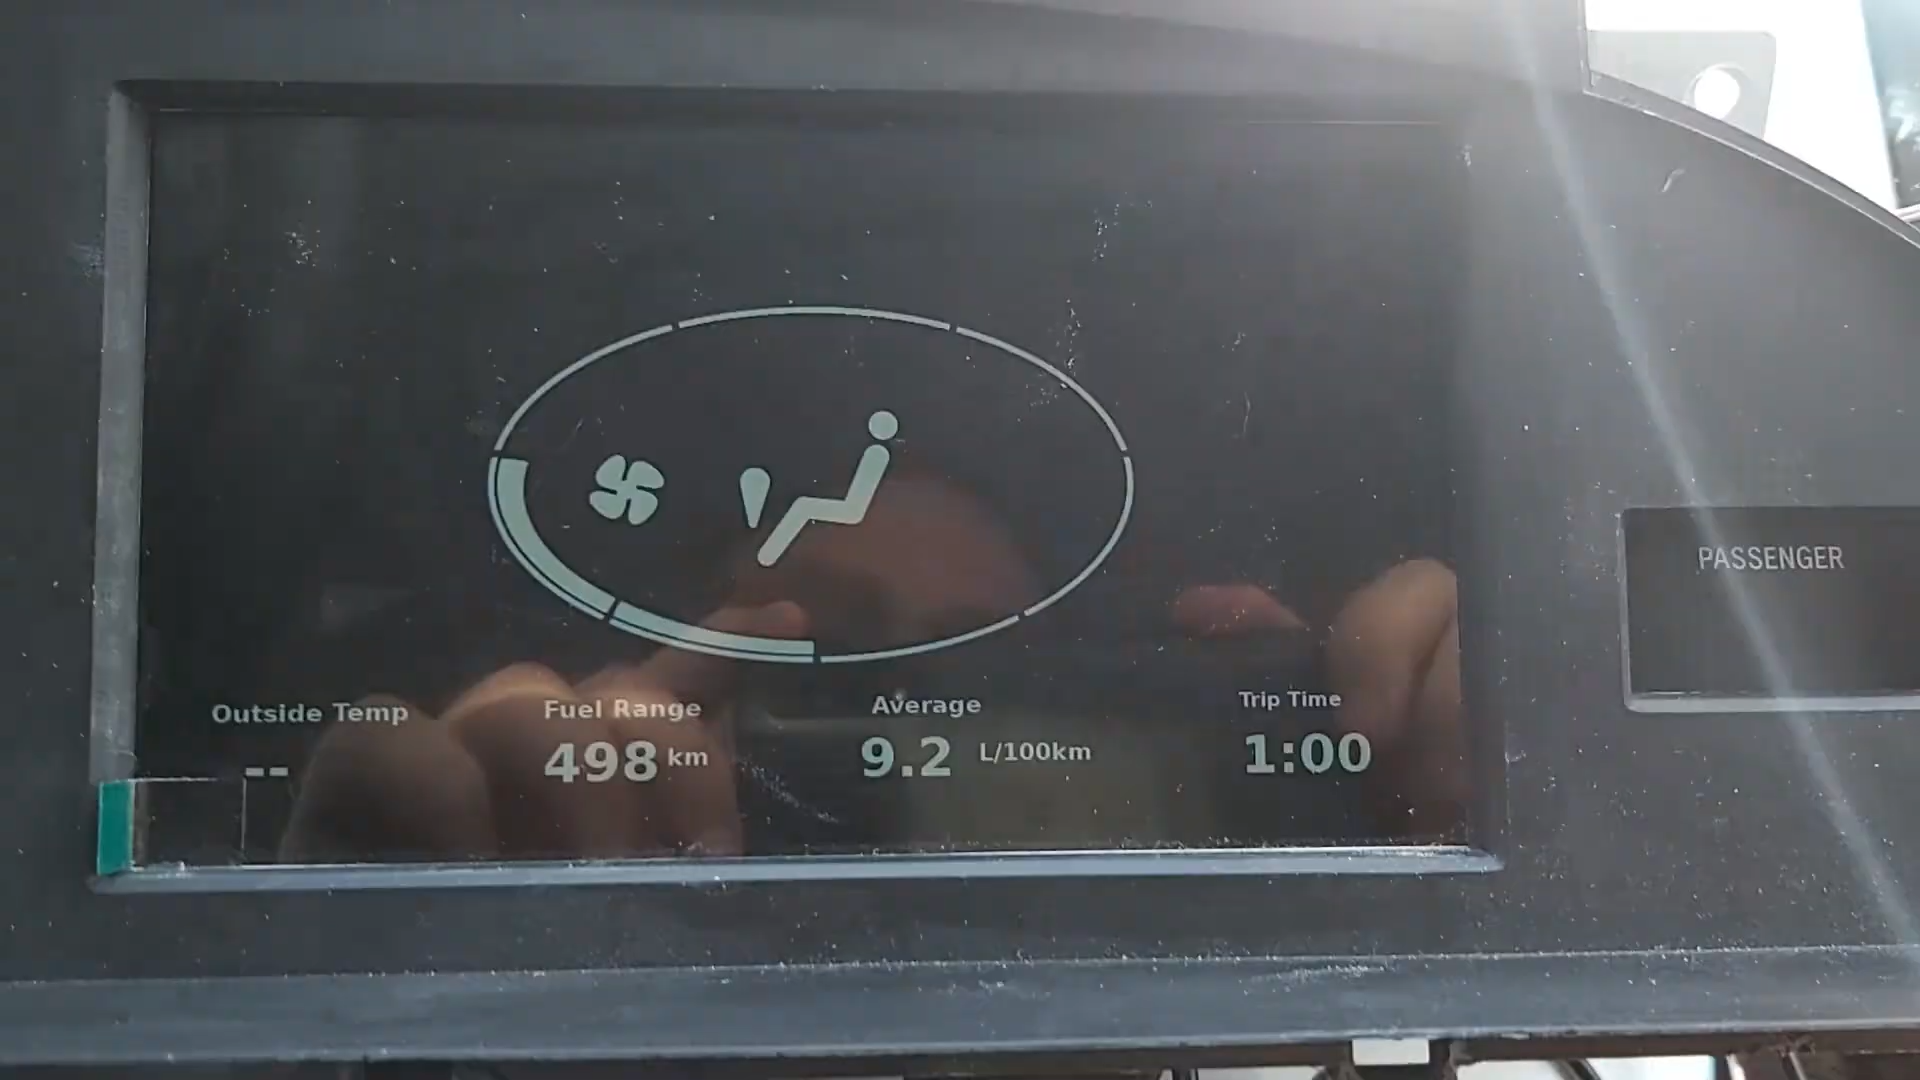 PASSENGER
Outside Temp
--
Fuel Range
498 km
Average
9.2 L/100km
Trip Time
1:00